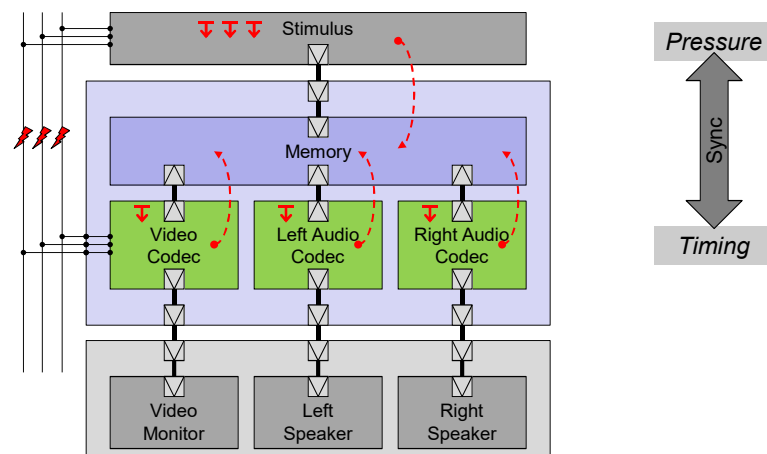 Stimulus
Pressure
Sync
Memory
Video
Codec
Left Audio
Codec
Right Audio
Codec
Timing
Video
Monitor
Left
Speaker
Right
Speaker